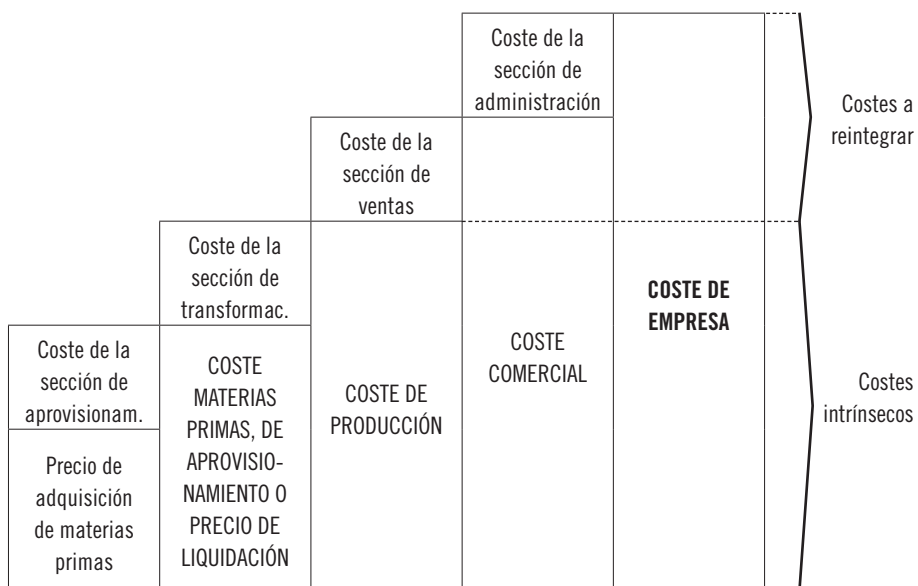 Coste de la
sección de
administración
Costes a
reintegrar
Coste de la
sección de
ventas
Coste de la
sección de
transformac.
COSTE DE
EMPRESA
Coste de la
sección de
aprovisionam.
COSTE
MATERIAS
PRIMAS, DE
APROVISIO-
NAMIENTO O
PRECIO DE
LIQUIDACIÓN
COSTE DE
PRODUCCIÓN
COSTE
COMERCIAL
Costes
intrínsecos
Precio de
adquisición
de materias
primas